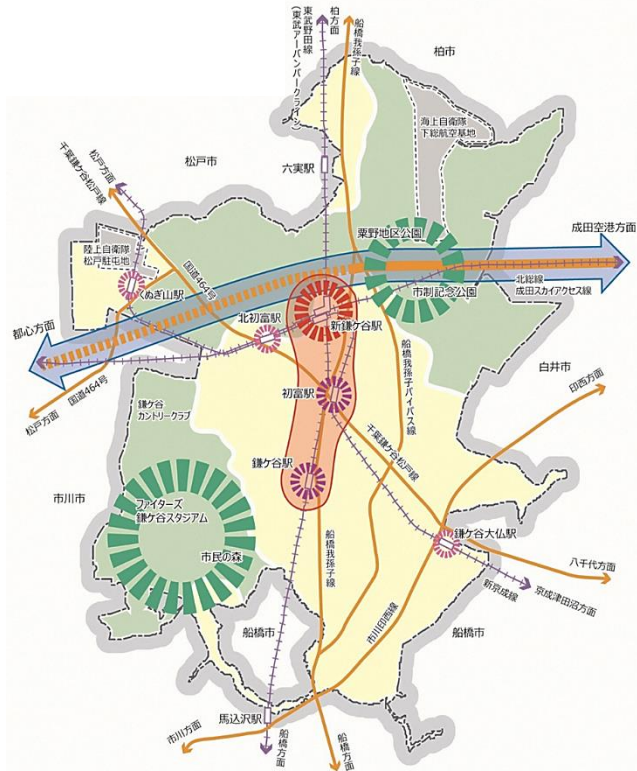 東武野田線
(東武アーバンパークライン)
柏方面
船橋我孫子線
柏市
海上自衛隊
下総航空基地
松戸市
六実駅
松戸方面
千葉鎌ケ谷松戸線
陸上自衛隊
松戸駐屯地
くぬぎ山駅
国道464号
粟野地区公園
成田空港方面
北総線
成田スカイアクセス線
市制記念公園
新鎌ケ谷駅
北初富駅
都心方面
国道464号
松戸方面
白井市
印西方面
船橋我孫子バイパス線
初富駅
鎌ケ谷
カントリークラブ
千葉鎌ケ谷松戸線
鎌ケ谷駅
市川市
ファイターズ
鎌ケ谷スタジアム
市民の森
船橋我孫子線
鎌ケ谷大仏駅
八千代方面
新京成線
京成津田沼方面
市川印西線
船橋市
船橋市
馬込沢駅
市川方面
船橋方面
船橋方面